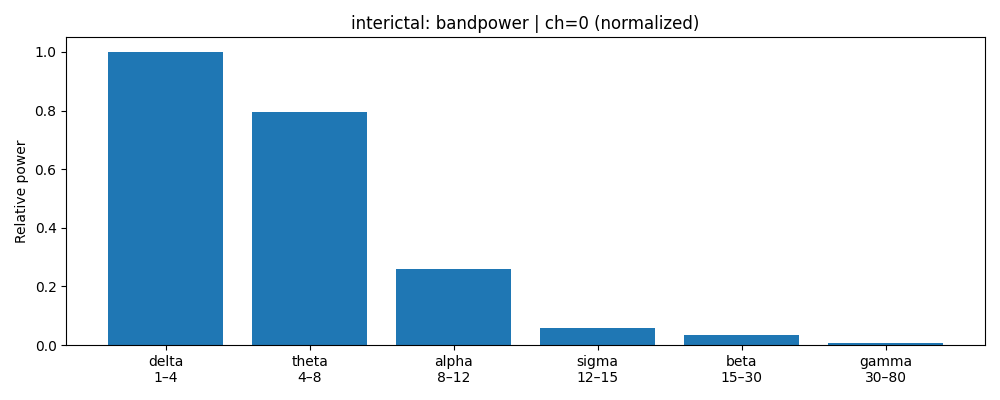 interictal: bandpower | ch=0 (normalized)
Relative power
1.0
0.8
0.6
0.4
0.2
0.0
delta
1–4
theta
4–8
alpha
8–12
sigma
12–15
beta
15–30
gamma
30–80